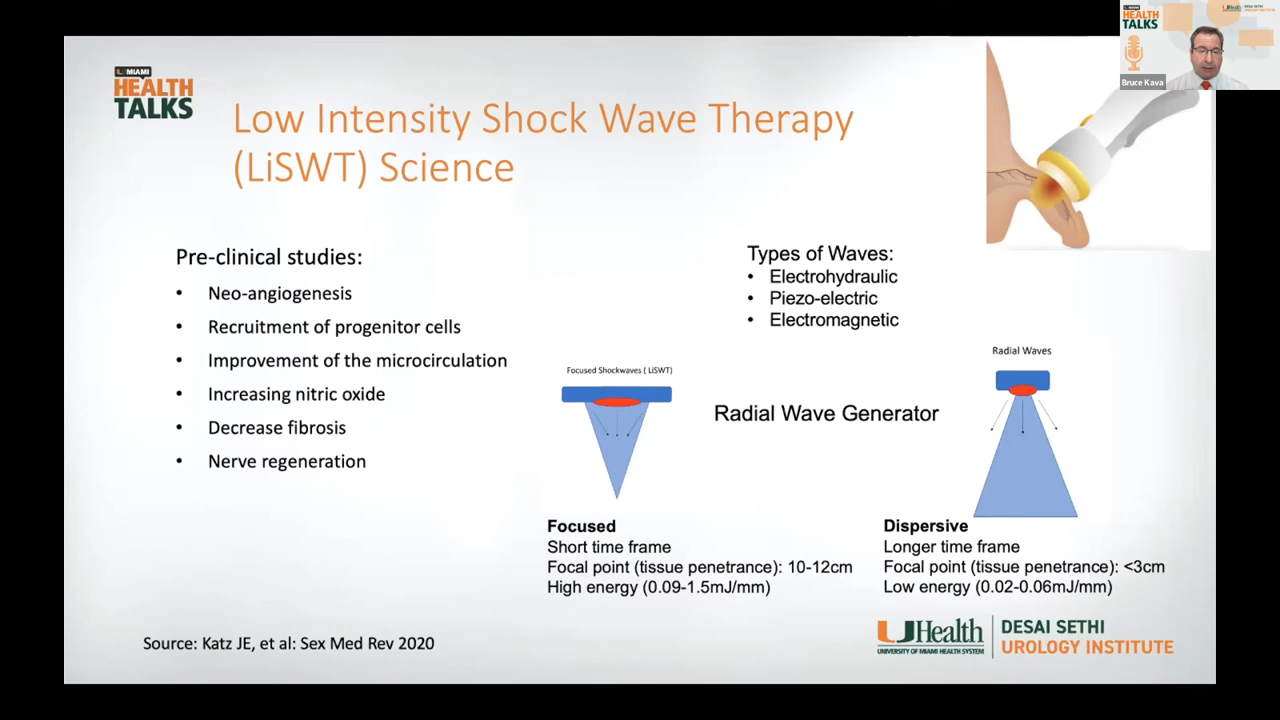 MIAMI
HEALTH
TALKS
Low Intensity Shock Wave Therapy
(LiSWT) Science
Pre-clinical studies:
• Neo-angiogenesis
• Recruitment of progenitor cells
• Improvement of the microcirculation
• Increasing nitric oxide
• Decrease fibrosis
• Nerve regeneration
Types of Waves:
• Electrohydraulic
• Piezo-electric
• Electromagnetic
Focused Shockwaves ( LiSWT)
Radial Wave Generator
Radial Waves
Focused
Short time frame
Focal point (tissue penetrance): 10-12cm
High energy (0.09-1.5mJ/mm)
Dispersive
Longer time frame
Focal point (tissue penetrance): <3cm
Low energy (0.02-0.06mJ/mm)
Source: Katz JE, et al: Sex Med Rev 2020
UHealth
UNIVERSITY OF MIAMI HEALTH SYSTEM
DESAI SETHI
UROLOGY INSTITUTE
HEALTH
TALKS
UHealth
DESAI SETHI
UROLOGY INSTITUTE
Bruce Kava